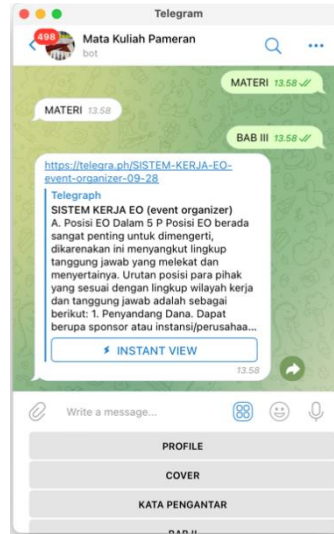 Telegram
498
Mata Kuliah Pameran
bot
MATERI 13.58
MATERI 13.58
BAB III 13.58
https://telegra.ph/SISTEM-KERJA-EO-
event-organizer-09-28
Telegraph
SISTEM KERJA EO (event organizer)
A. Posisi EO Dalam 5 P Posisi EO berada
sangat penting untuk dimengerti,
dikarenakan ini menyangkut lingkup
tanggung jawab yang melekat dan
menyertainya. Urutan posisi para pihak
yang sesuai dengan lingkup wilayah kerja
dan tanggung jawab adalah sebagai
berikut: 1. Penyandang Dana. Dapat
berupa sponsor atau instansi/perusahaa...
INSTANT VIEW
13.58
Write a message...
PROFILE
COVER
KATA PENGANTAR